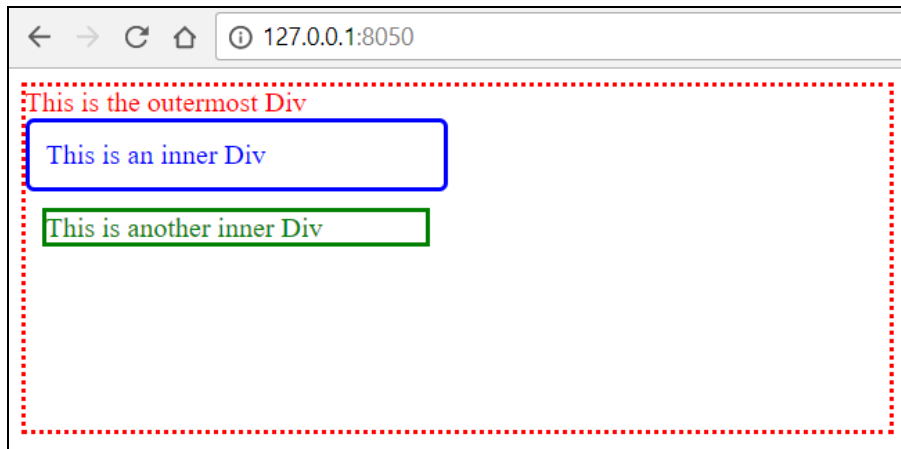 127.0.0.1:8050
This is the outermost Div
This is an inner Div
This is another inner Div